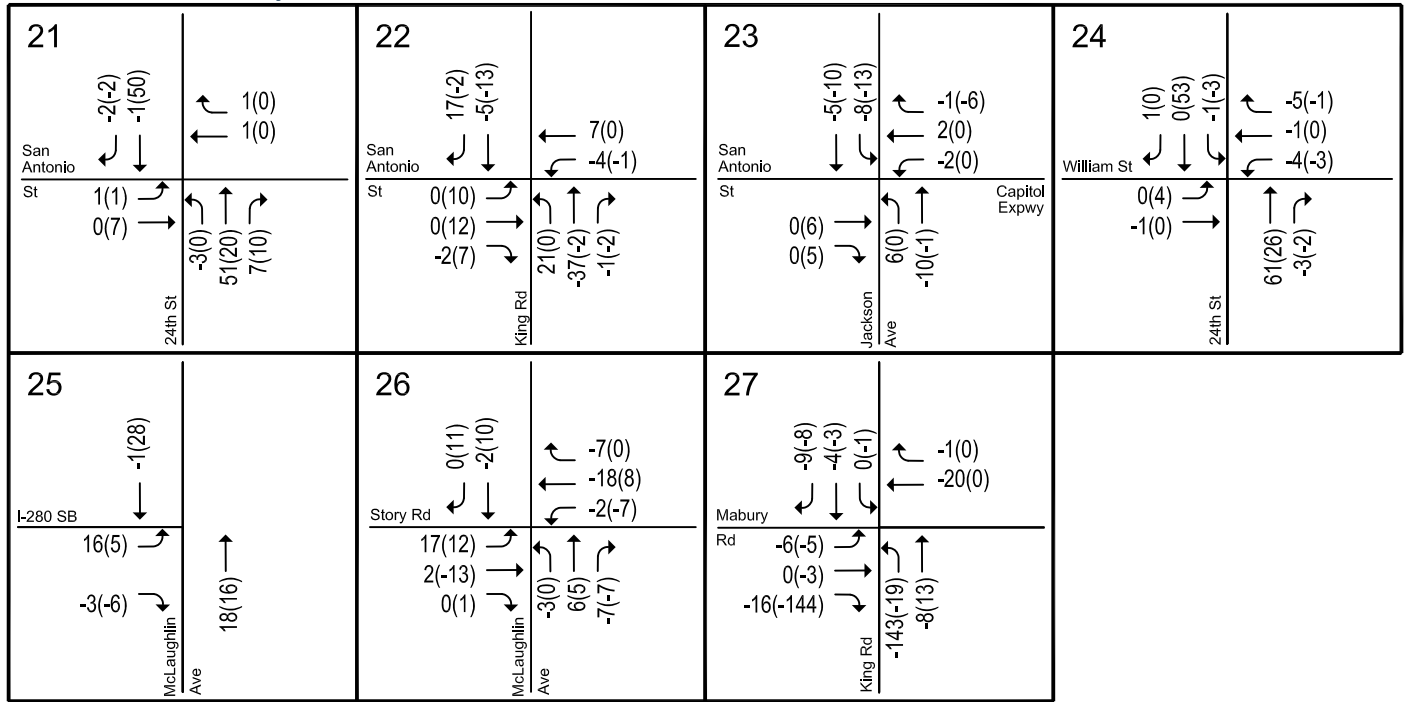 21
-2(-2)
-1(50)
1(0)
1(0)
San
Antonio
St
1(1)
0(7)
-3(0)
51(20)
7(10)
24th St
22
17(-2)
-5(-13)
7(0)
-4(-1)
San
Antonio
St
0(10)
0(12)
-2(7)
21(0)
-37(-2)
-1(-2)
King Rd
23
-5(-10)
-8(-13)
-1(-6)
2(0)
-2(0)
San
Antonio
St
Capitol
Expwy
0(6)
0(5)
6(0)
-10(-1)
Jackson
Ave
24
1(0)
0(53)
-1(-3)
-5(-1)
-1(0)
-4(-3)
William St
0(4)
-1(0)
61(26)
-3(-2)
24th St
25
-1(28)
I-280 SB
16(5)
-3(-6)
18(16)
McLaughlin
Ave
26
0(11)
-2(10)
-7(0)
-18(8)
-2(-7)
Story Rd
17(12)
2(-13)
0(1)
-3(0)
6(5)
-7(-7)
McLaughlin
Ave
27
-9(-8)
-4(-3)
0(-1)
-1(0)
-20(0)
Mabury
Rd
-6(-5)
0(-3)
-16(-144)
-143(-19)
-8(13)
King Rd